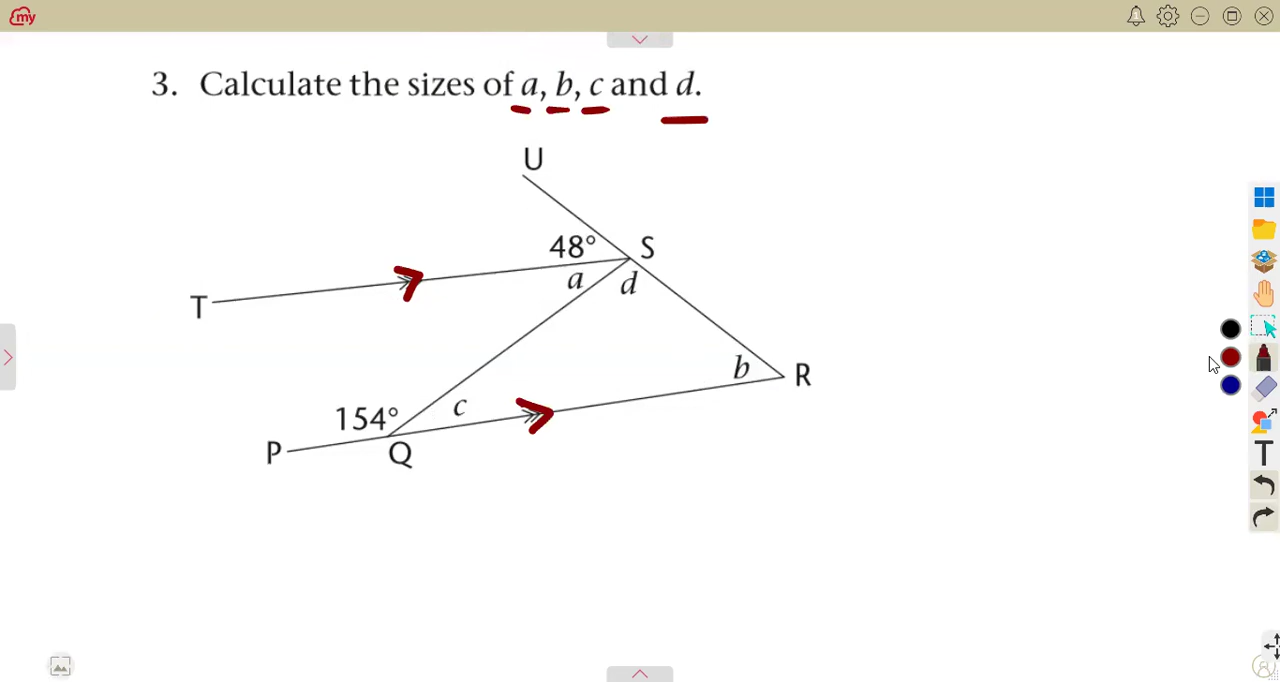 my
3. Calculate the sizes of a, b, c and d.
U
48° S
a d
T
b R
154° c
P Q
T